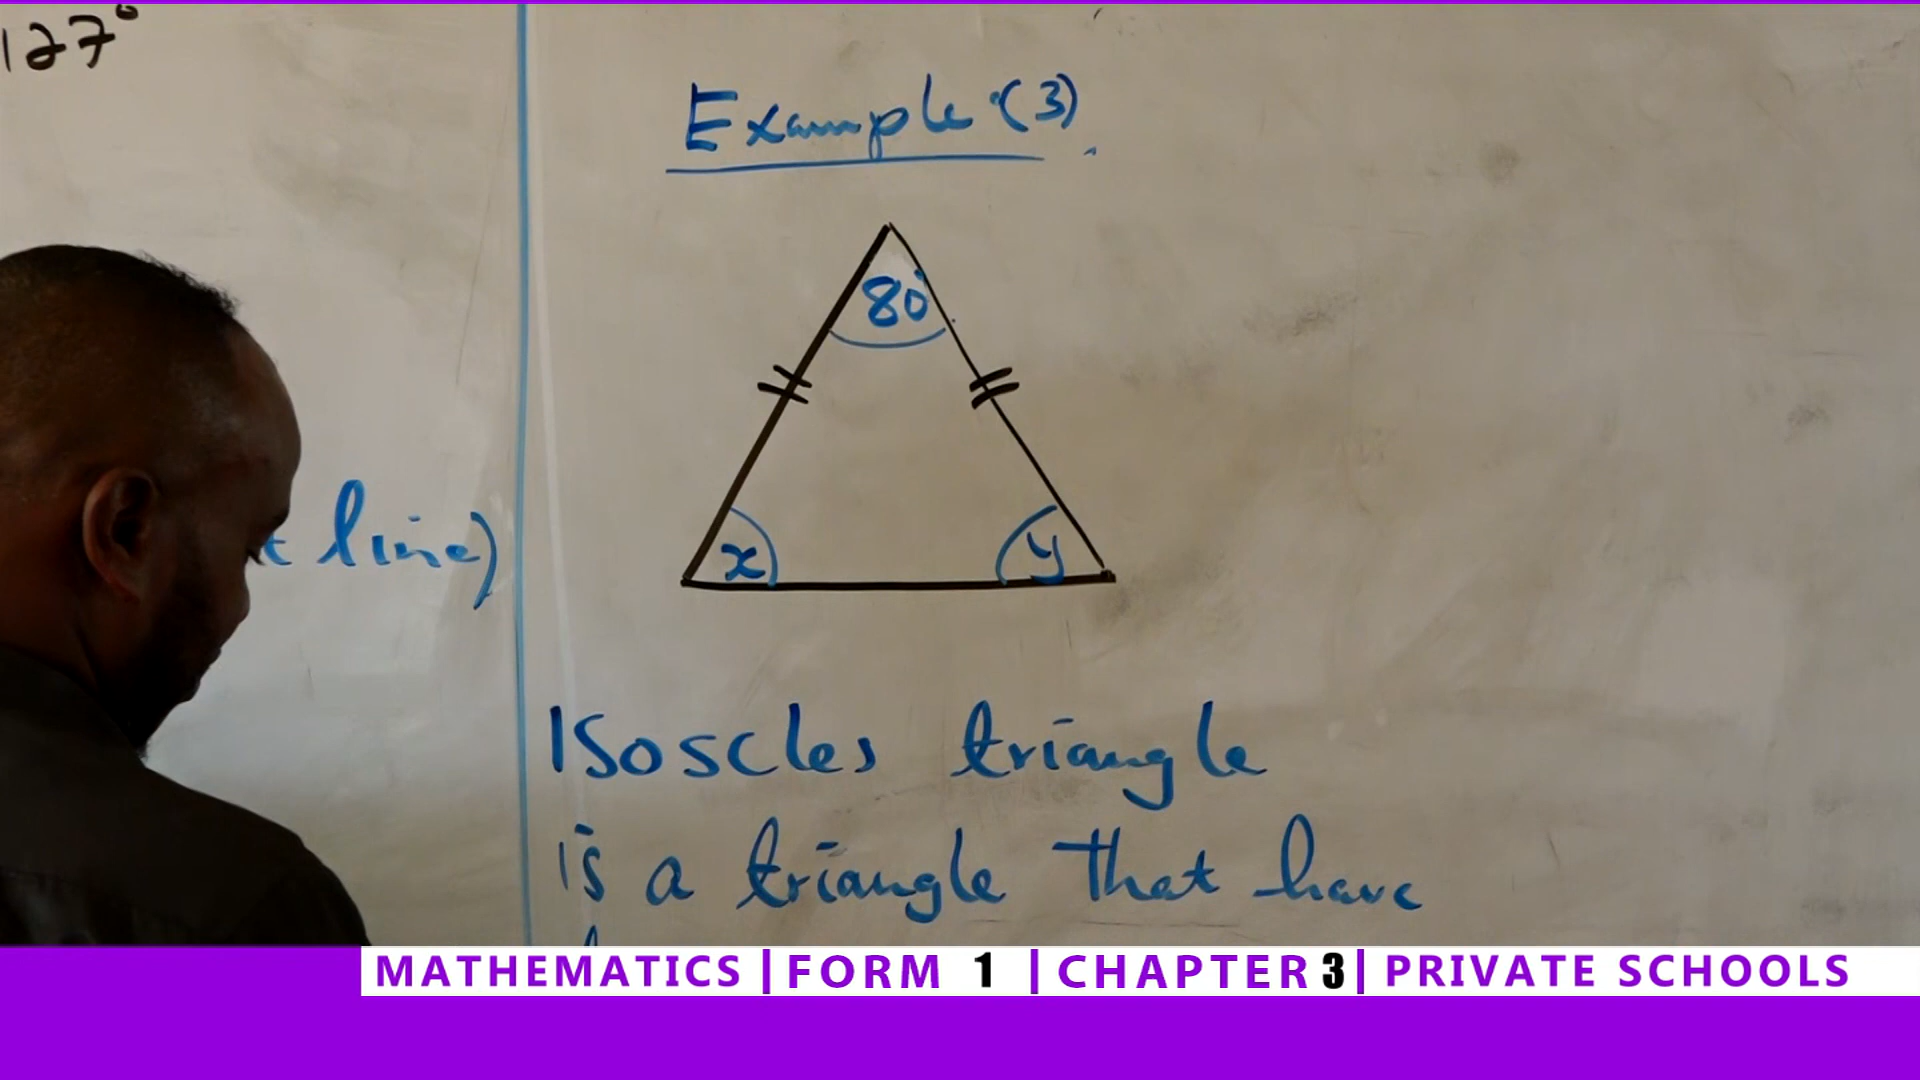 127°
Example (3)
80°
x
y
line)
Isoscles triangle
is a triangle that have
MATHEMATICS | FORM 1 | CHAPTER 3 | PRIVATE SCHOOLS